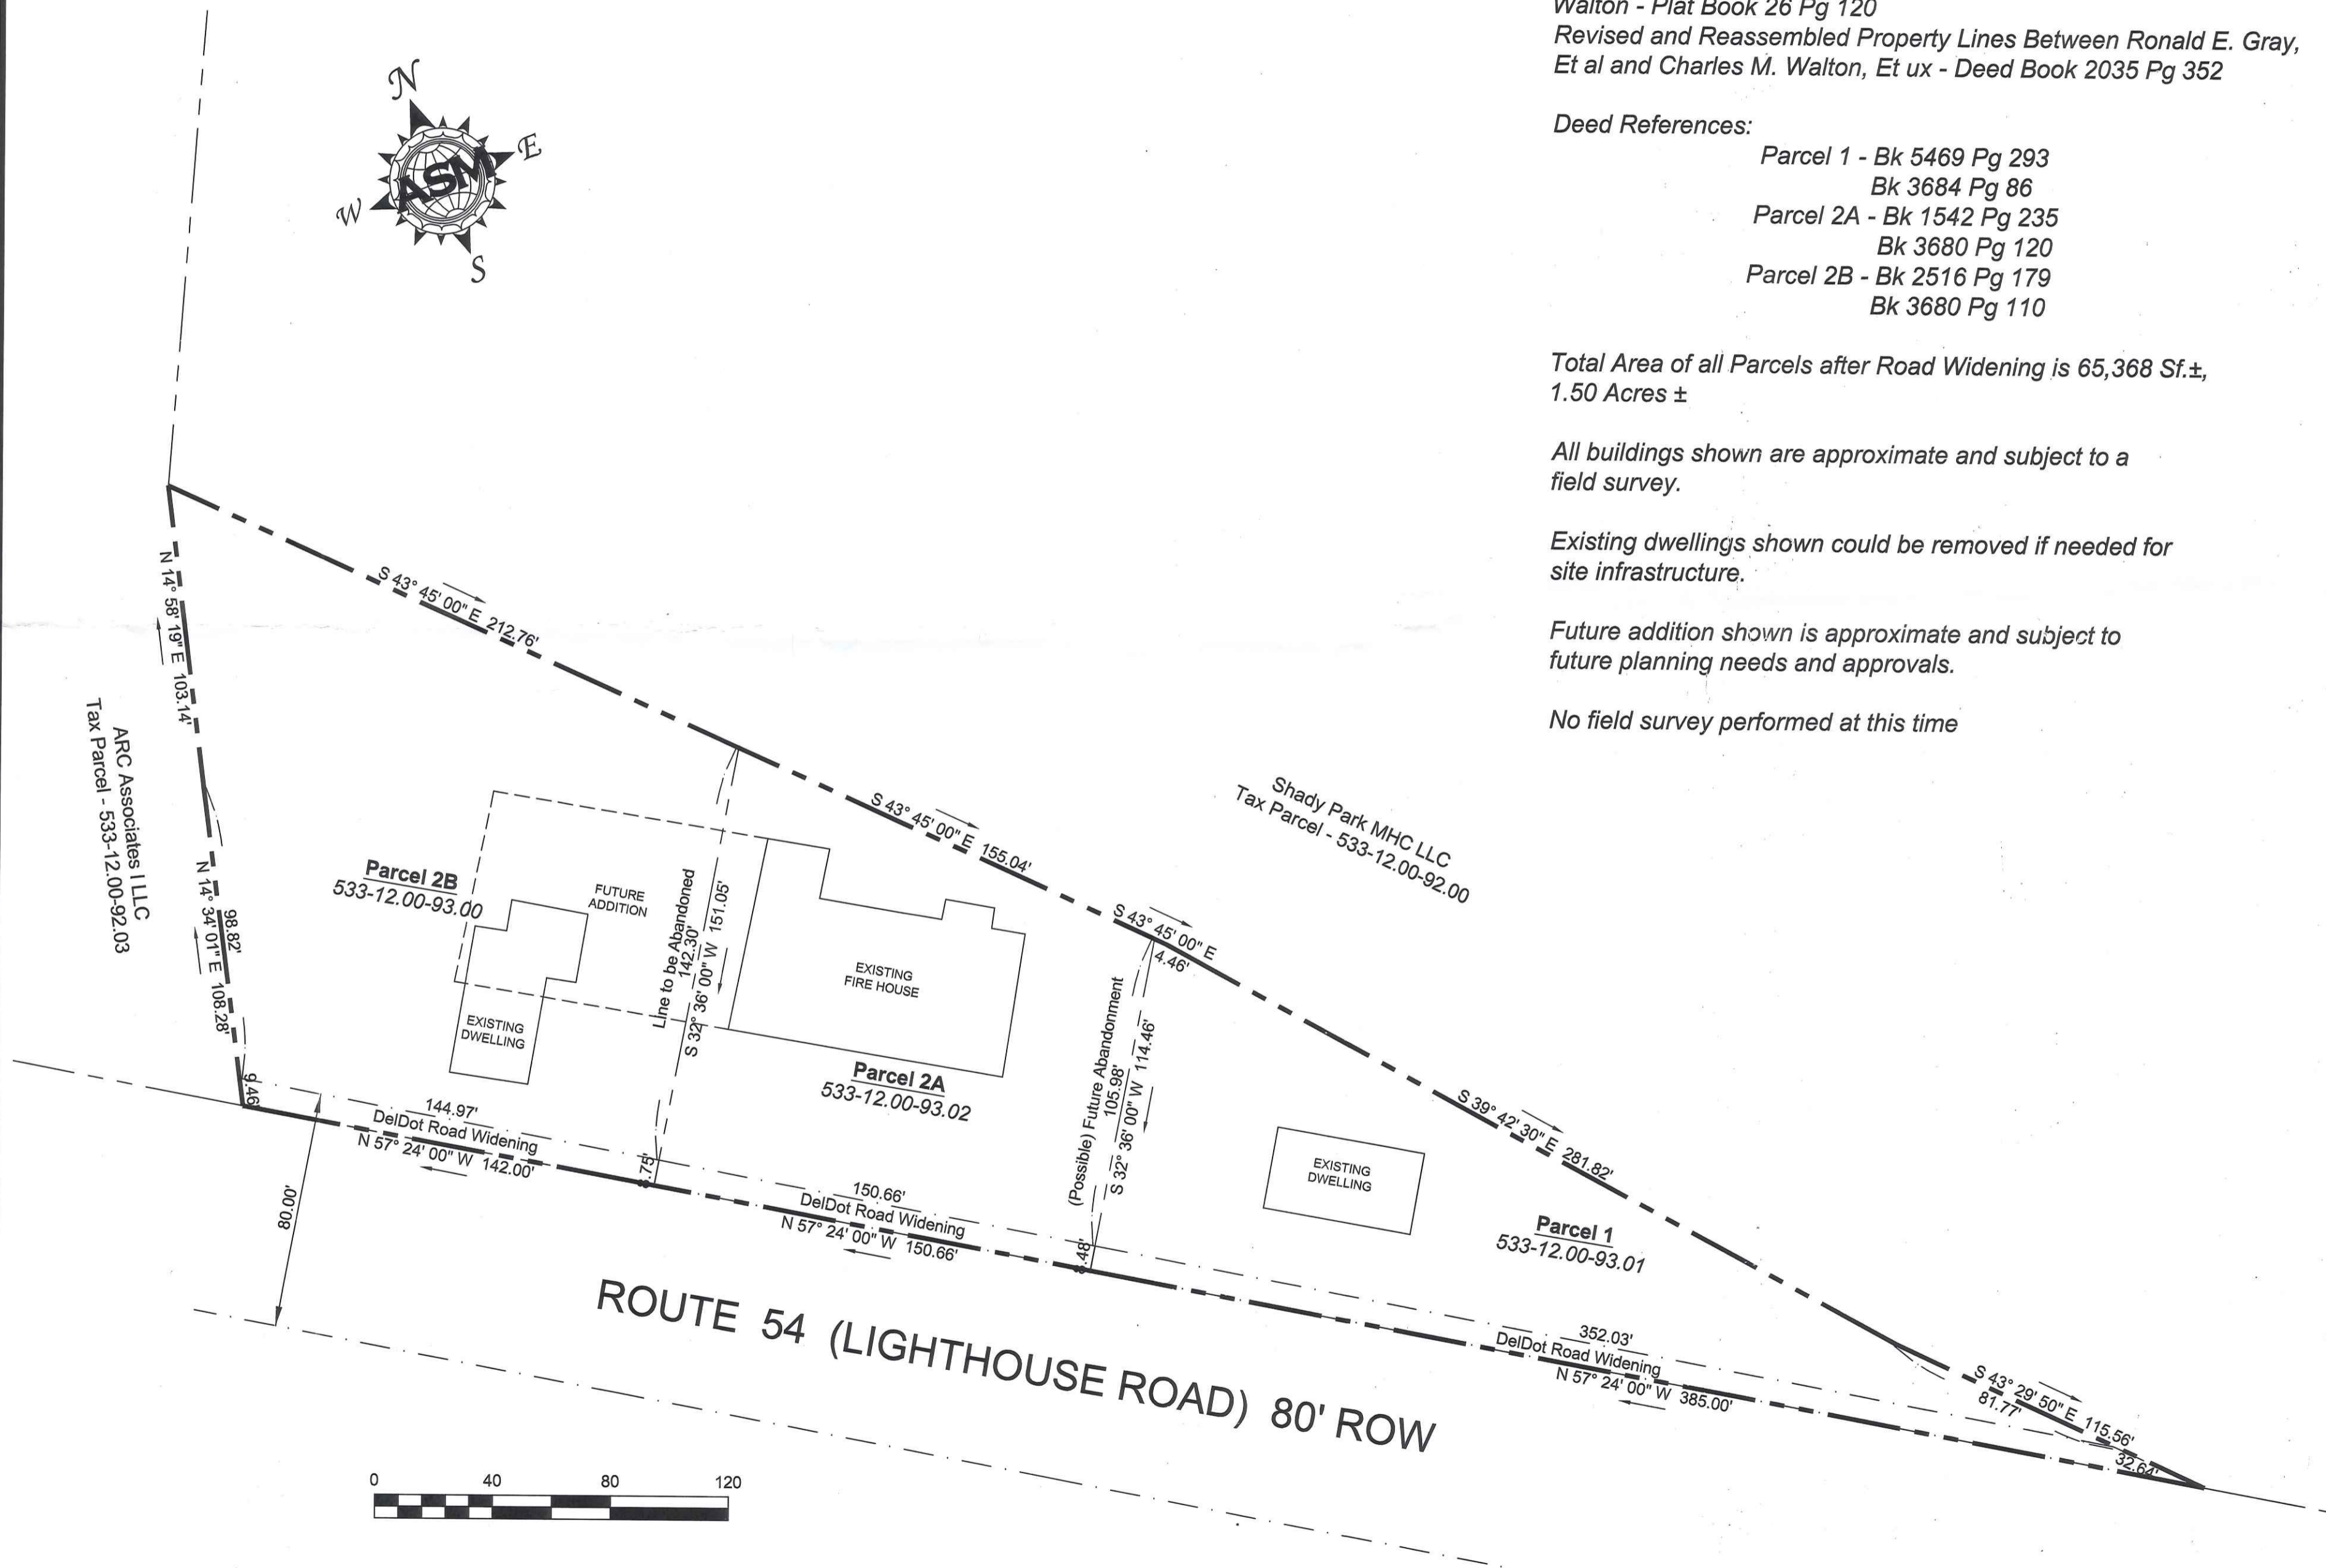 Walton - Plat Book 26 Pg 120
Revised and Reassembled Property Lines Between Ronald E. Gray,
Et al and Charles M. Walton, Et ux - Deed Book 2035 Pg 352
Deed References:
Parcel 1 - Bk 5469 Pg 293
Bk 3684 Pg 86
Parcel 2A - Bk 1542 Pg 235
Bk 3680 Pg 120
Parcel 2B - Bk 2516 Pg 179
Bk 3680 Pg 110
Total Area of all Parcels after Road Widening is 65,368 Sf.±,
1.50 Acres ±
All buildings shown are approximate and subject to a
field survey.
Existing dwellings shown could be removed if needed for
site infrastructure.
Future addition shown is approximate and subject to
future planning needs and approvals.
No field survey performed at this time
N
E
ASM
W
S
S 43° 45' 00" E 212.76'
N 14° 58' 19" E 103.14'
ARC Associates I LLC
Tax Parcel - 533-12.00-92.03
98.82'
N 14° 34' 01" E 108.28'
9.46'
Parcel 2B
533-12.00-93.00
FUTURE
ADDITION
EXISTING
DWELLING
Line to be Abandoned
142.30'
S 32° 36' 00" W 151.05'
S 43° 45' 00" E 155.04'
EXISTING
FIRE HOUSE
Parcel 2A
533-12.00-93.02
Shady Park MHC LLC
Tax Parcel - 533-12.00-92.00
S 43° 45' 00" E
4.46'
(Possible) Future Abandonment
105.98'
S 32° 36' 00" W 114.46'
EXISTING
DWELLING
S 39° 42' 30" E 281.82'
Parcel 1
533-12.00-93.01
144.97'
DelDot Road Widening
N 57° 24' 00" W 142.00'
8.75'
150.66'
DelDot Road Widening
N 57° 24' 00" W 150.66'
8.48'
352.03'
DelDot Road Widening
N 57° 24' 00" W 385.00'
S 43° 29' 50" E 115.56'
81.77'
32.64'
80.00'
ROUTE 54 (LIGHTHOUSE ROAD) 80' ROW
0 40 80 120